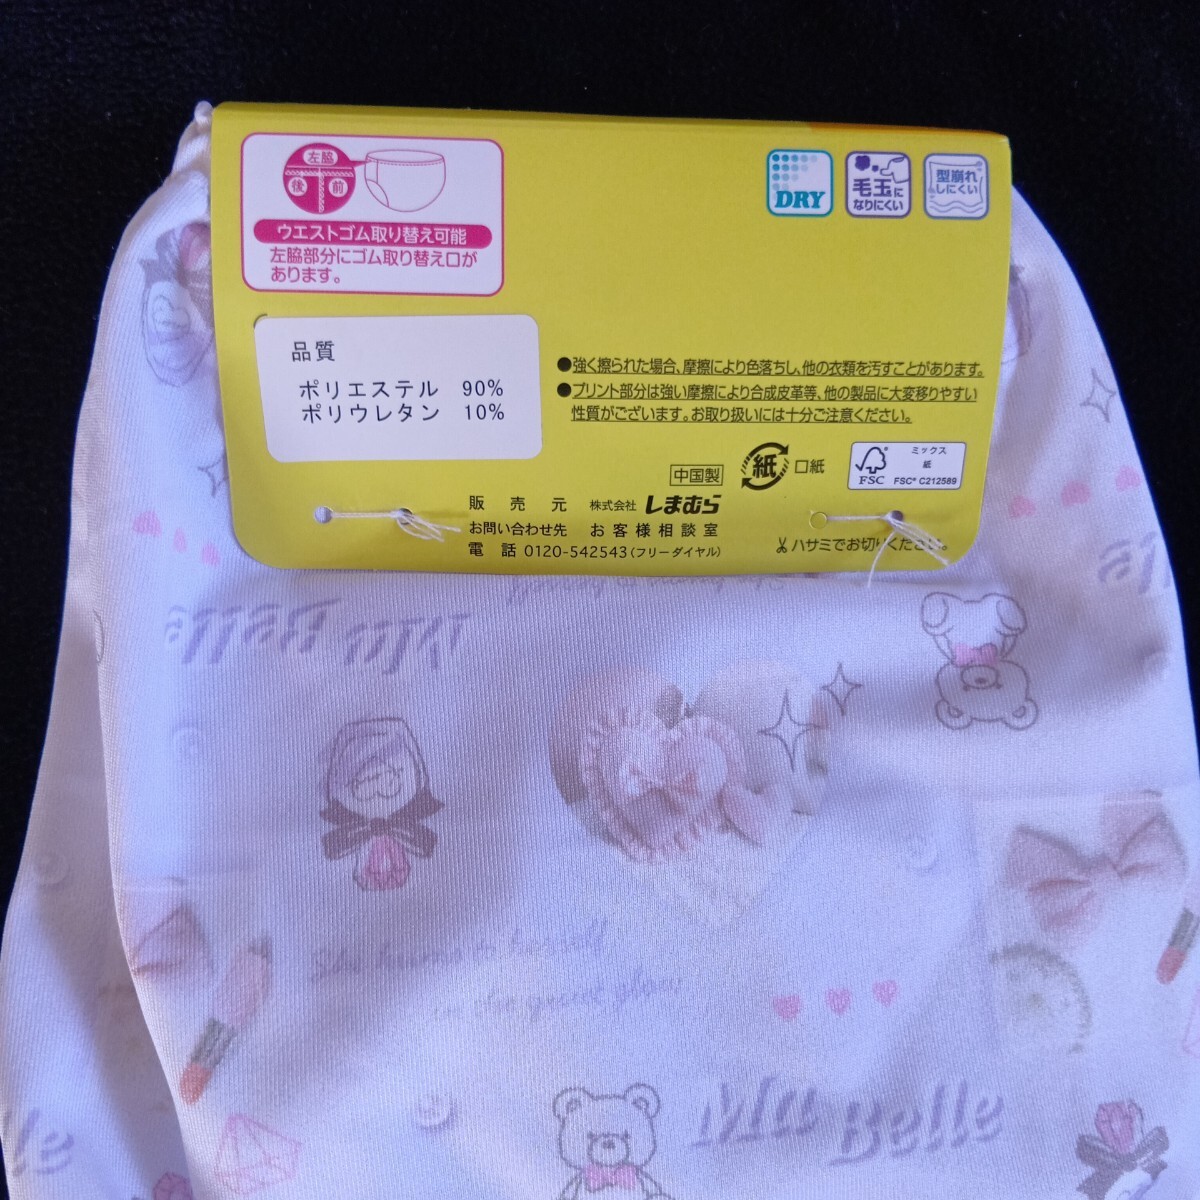 左脇
後 前
ウエストゴム取り替え可能
左脇部分にゴム取り替え口が
あります。
DRY
毛玉に
なりにくい
型崩れ
しにくい
品質
ポリエステル 90%
ポリウレタン 10%
●強く擦られた場合、摩擦により色落ちし、他の衣類を汚すことがあります。
●プリント部分は強い摩擦により合成皮革等、他の製品に大変移りやすい
性質がございます。お取り扱いには十分ご注意ください。
中国製
紙
口紙
FSC
ミックス
紙
FSC® C212589
販売元 株式会社 しまむら
お問い合わせ先 お客様相談室
電話 0120-542543(フリーダイヤル)
ハサミでお切りください。
Ma Belle
She
herself
Ma Belle